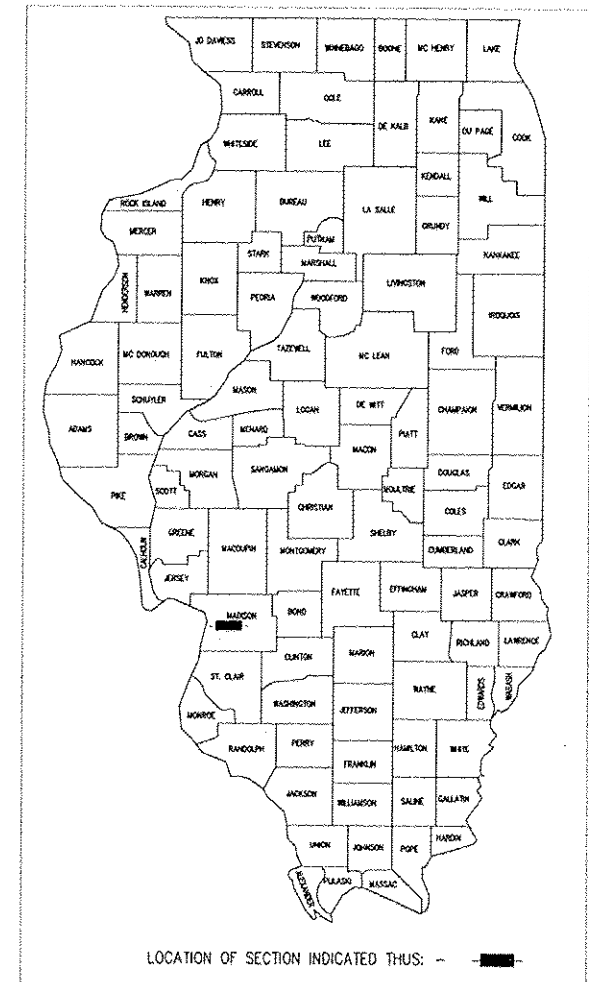 JO DAVIESS STEVENSON WINNEBAGO BOONE MC HENRY LAKE
CARROLL OGLE DE KALB KANE DU PAGE COOK
WHITESIDE LEE
KENDALL
ROCK ISLAND HENRY BUREAU LA SALLE GRUNDY WILL
MERCER PUTNAM
STARK MARSHALL KANKAKEE
HENDERSON WARREN KNOX PEORIA WOODFORD LIVINGSTON IROQUOIS
HANCOCK MC DONOUGH FULTON TAZEWELL MC LEAN FORD
MASON
SCHUYLER LOGAN DE WITT CHAMPAIGN VERMILION
ADAMS BROWN CASS MENARD PIATT
MACON
PIKE SCOTT MORGAN SANGAMON MOULTRIE DOUGLAS EDGAR
CHRISTIAN COLES
CALHOUN GREENE MACOUPIN MONTGOMERY SHELBY CUMBERLAND CLARK
JERSEY FAYETTE EFFINGHAM JASPER CRAWFORD
MADISON BOND
CLAY RICHLAND LAWRENCE
CLINTON MARION
ST. CLAIR WAYNE EDWARDS WABASH
MONROE WASHINGTON JEFFERSON
RANDOLPH PERRY HAMILTON WHITE
FRANKLIN
JACKSON WILLIAMSON SALINE GALLATIN
UNION JOHNSON POPE HARDIN
ALEXANDER PULASKI MASSAC
LOCATION OF SECTION INDICATED THUS: - --